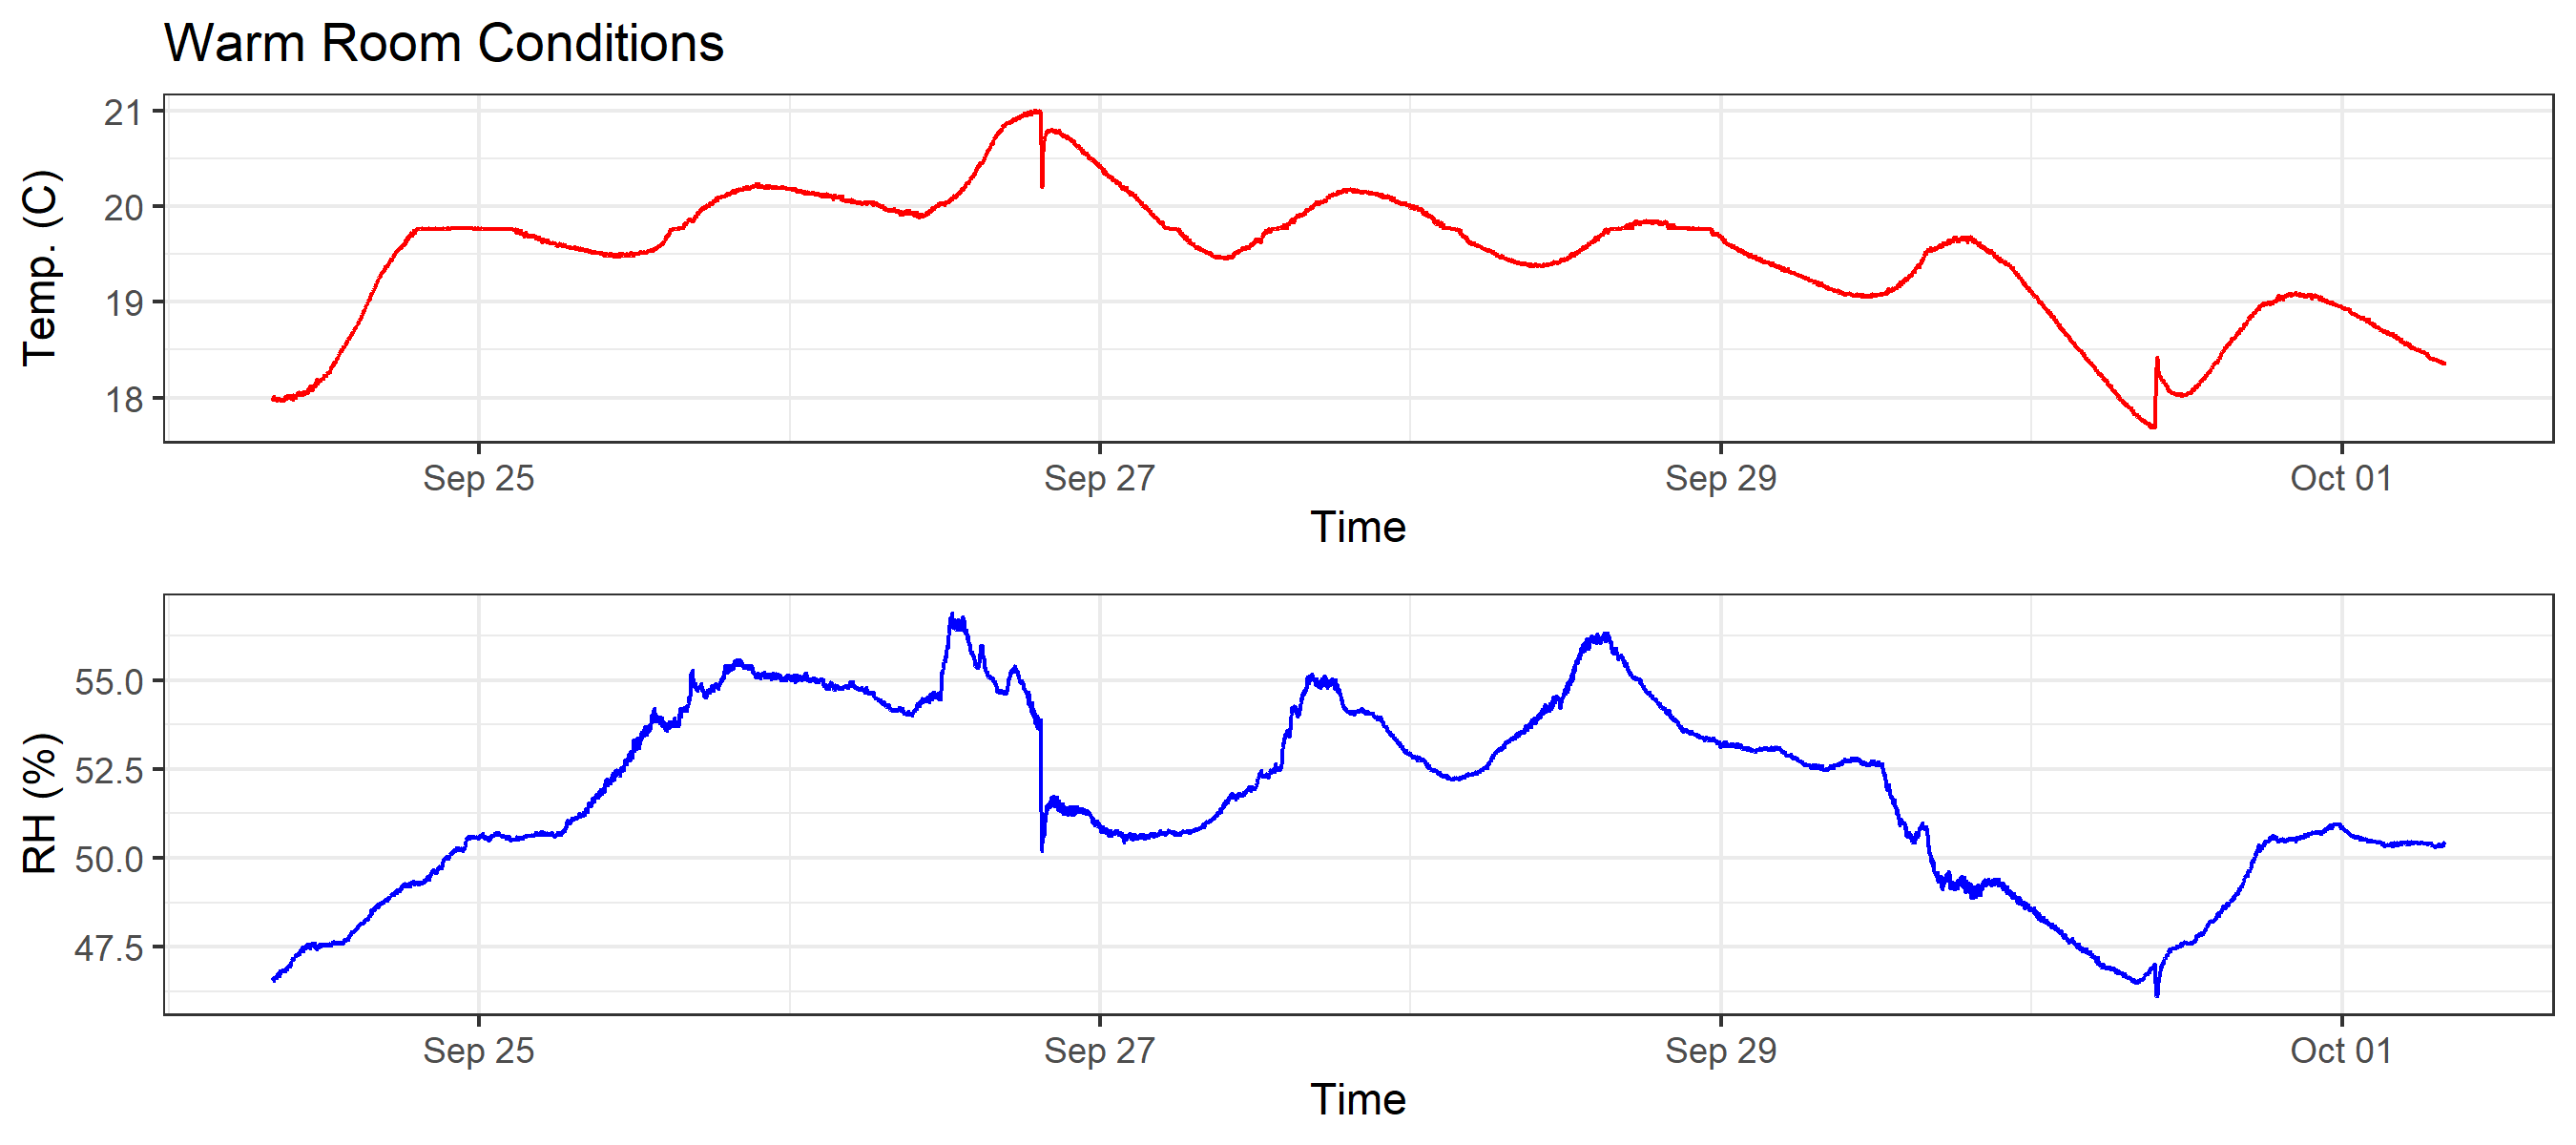 Warm Room Conditions
21
20
19
18
Temp. (C)
Sep 25 Sep 27 Sep 29 Oct 01
Time
55.0
52.5
50.0
47.5
RH (%)
Sep 25 Sep 27 Sep 29 Oct 01
Time